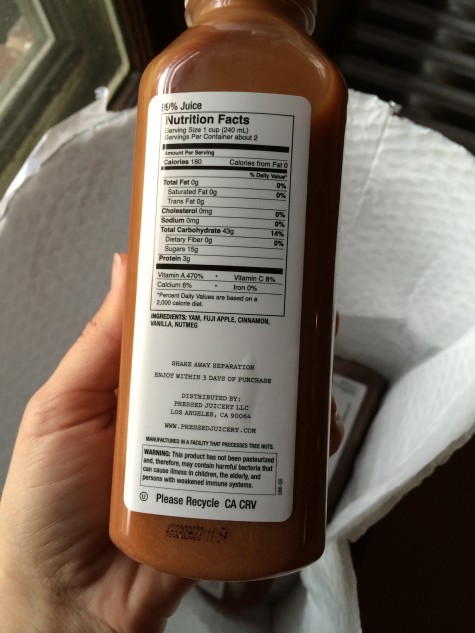 99% Juice
Nutrition Facts
Serving Size 1 cup (240 mL)
Servings Per Container about 2
Amount Per Serving
Calories 180 Calories from Fat 0
% Daily Value*
Total Fat 0g 0%
Saturated Fat 0g 0%
Trans Fat 0g
Cholesterol 0mg 0%
Sodium 0mg 0%
Total Carbohydrate 43g 14%
Dietary Fiber 0g 0%
Sugars 15g
Protein 3g
Vitamin A 470% • Vitamin C 8%
Calcium 6% • Iron 0%
*Percent Daily Values are based on a
2,000 calorie diet.
INGREDIENTS: YAM, FUJI APPLE, CINNAMON,
VANILLA, NUTMEG
SHAKE AWAY SEPARATION
ENJOY WITHIN 3 DAYS OF PURCHASE
DISTRIBUTED BY:
PRESSED JUICERY LLC
LOS ANGELES, CA 90064
WWW.PRESSEDJUICERY.COM
MANUFACTURED IN A FACILITY THAT PROCESSES TREE NUTS.
WARNING: This product has not been pasteurized
and, therefore, may contain harmful bacteria that
can cause illness in children, the elderly, and
persons with weakened immune systems.
U Please Recycle CA CRV